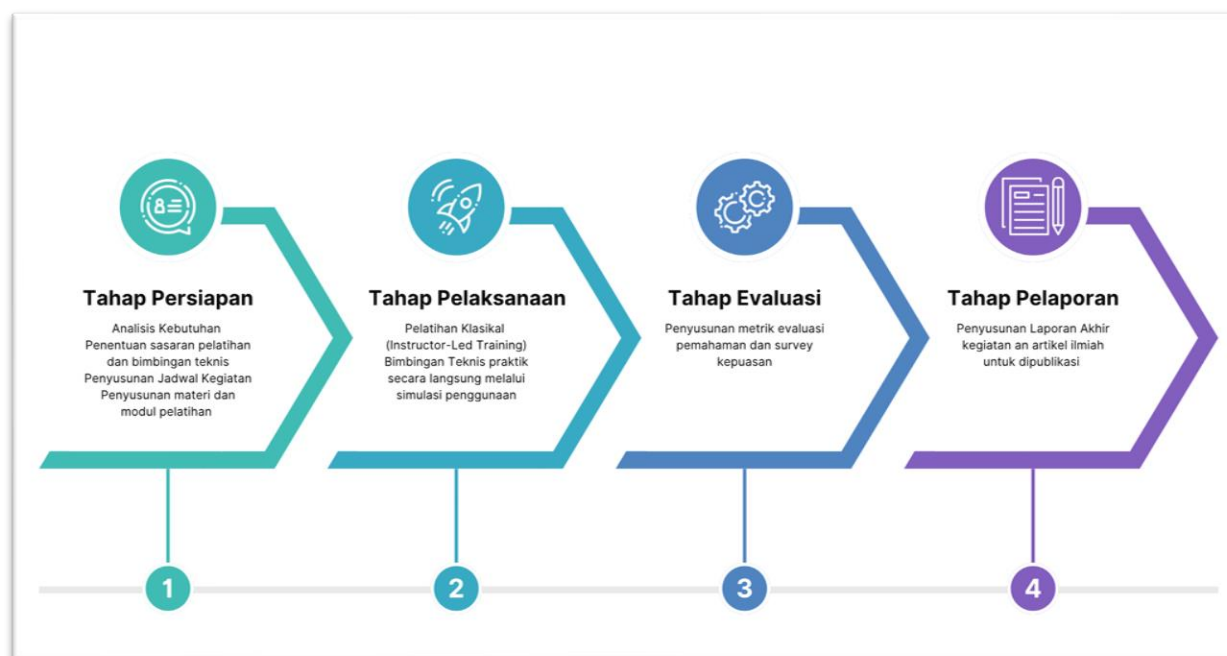 Tahap Persiapan
Analisis Kebutuhan
Penentuan sasaran pelatihan
dan bimbingan teknis
Penyusunan Jadwal Kegiatan
Penyusunan materi dan
modul pelatihan
Tahap Pelaksanaan
Pelatihan Klasikal
(Instructor-Led Training)
Bimbingan Teknis praktik
secara langsung melalui
simulasi penggunaan
Tahap Evaluasi
Penyusunan metrik evaluasi
pemahaman dan survey
kepuasan
Tahap Pelaporan
Penyusunan Laporan Akhir
kegiatan an artikel ilmiah
untuk dipublikasi
1
2
3
4